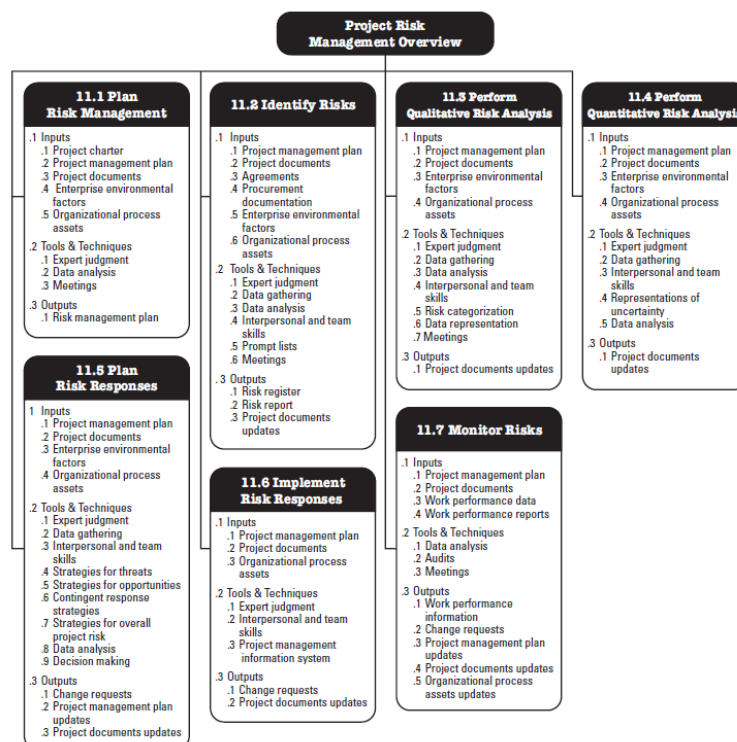 Project Risk
Management Overview
11.1 Plan
Risk Management
.1 Inputs
.1 Project charter
.2 Project management plan
.3 Project documents
.4 Enterprise environmental
factors
.5 Organizational process
assets
.2 Tools & Techniques
.1 Expert judgment
.2 Data analysis
.3 Meetings
.3 Outputs
.1 Risk management plan
11.2 Identify Risks
.1 Inputs
.1 Project management plan
.2 Project documents
.3 Agreements
.4 Procurement
documentation
.5 Enterprise environmental
factors
.6 Organizational process
assets
.2 Tools & Techniques
.1 Expert judgment
.2 Data gathering
.3 Data analysis
.4 Interpersonal and team
skills
.5 Prompt lists
.6 Meetings
.3 Outputs
.1 Risk register
.2 Risk report
.3 Project documents
updates
11.3 Perform
Qualitative Risk Analysis
.1 Inputs
.1 Project management plan
.2 Project documents
.3 Enterprise environmental
factors
.4 Organizational process
assets
.2 Tools & Techniques
.1 Expert judgment
.2 Data gathering
.3 Data analysis
.4 Interpersonal and team
skills
.5 Risk categorization
.6 Data representation
.7 Meetings
.3 Outputs
.1 Project documents updates
11.4 Perform
Quantitative Risk Analysis
.1 Inputs
.1 Project management plan
.2 Project documents
.3 Enterprise environmental
factors
.4 Organizational process
assets
.2 Tools & Techniques
.1 Expert judgment
.2 Data gathering
.3 Interpersonal and team
skills
.4 Representations of
uncertainty
.5 Data analysis
.3 Outputs
.1 Project documents
updates
11.5 Plan
Risk Responses
1 Inputs
.1 Project management plan
.2 Project documents
.3 Enterprise environmental
factors
.4 Organizational process
assets
.2 Tools & Techniques
.1 Expert judgment
.2 Data gathering
.3 Interpersonal and team
skills
.4 Strategies for threats
.5 Strategies for opportunities
.6 Contingent response
strategies
.7 Strategies for overall
project risk
.8 Data analysis
.9 Decision making
.3 Outputs
.1 Change requests
.2 Project management plan
updates
.3 Project documents updates
11.6 Implement
Risk Responses
.1 Inputs
.1 Project management plan
.2 Project documents
.3 Organizational process
assets
.2 Tools & Techniques
.1 Expert judgment
.2 Interpersonal and team
skills
.3 Project management
information system
.3 Outputs
.1 Change requests
.2 Project documents updates
11.7 Monitor Risks
.1 Inputs
.1 Project management plan
.2 Project documents
.3 Work performance data
.4 Work performance reports
.2 Tools & Techniques
.1 Data analysis
.2 Audits
.3 Meetings
.3 Outputs
.1 Work performance
information
.2 Change requests
.3 Project management plan
updates
.4 Project documents updates
.5 Organizational process
assets updates